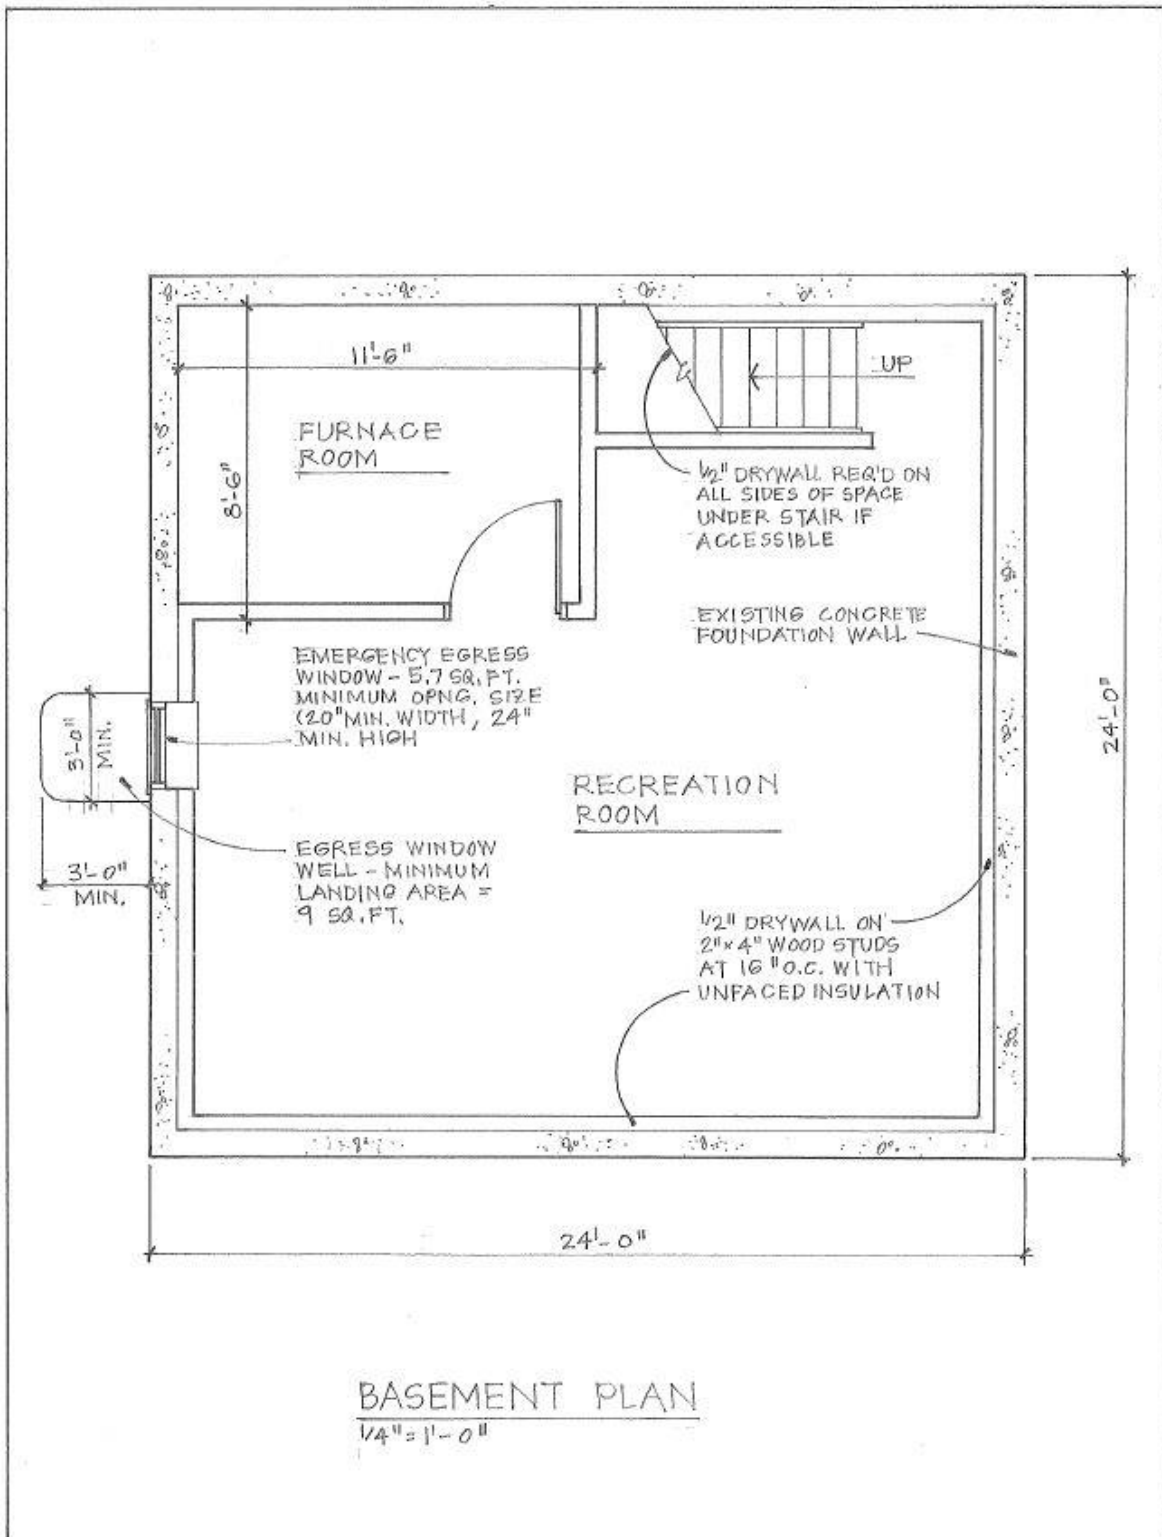 11'-6"
UP
FURNACE
ROOM
8'-6"
1/2" DRYWALL REQ'D ON
ALL SIDES OF SPACE
UNDER STAIR IF
ACCESSIBLE
EXISTING CONCRETE
FOUNDATION WALL
EMERGENCY EGRESS
WINDOW - 5.7 SQ. FT.
MINIMUM OPNG. SIZE
(20" MIN. WIDTH, 24"
MIN. HIGH
24'-0"
3'-0"
MIN.
RECREATION
ROOM
EGRESS WINDOW
WELL - MINIMUM
LANDING AREA =
9 SQ. FT.
3'-0"
MIN.
1/2" DRYWALL ON
2"x4" WOOD STUDS
AT 16" O.C. WITH
UNFACED INSULATION
24'-0"
BASEMENT PLAN
1/4" = 1'-0"